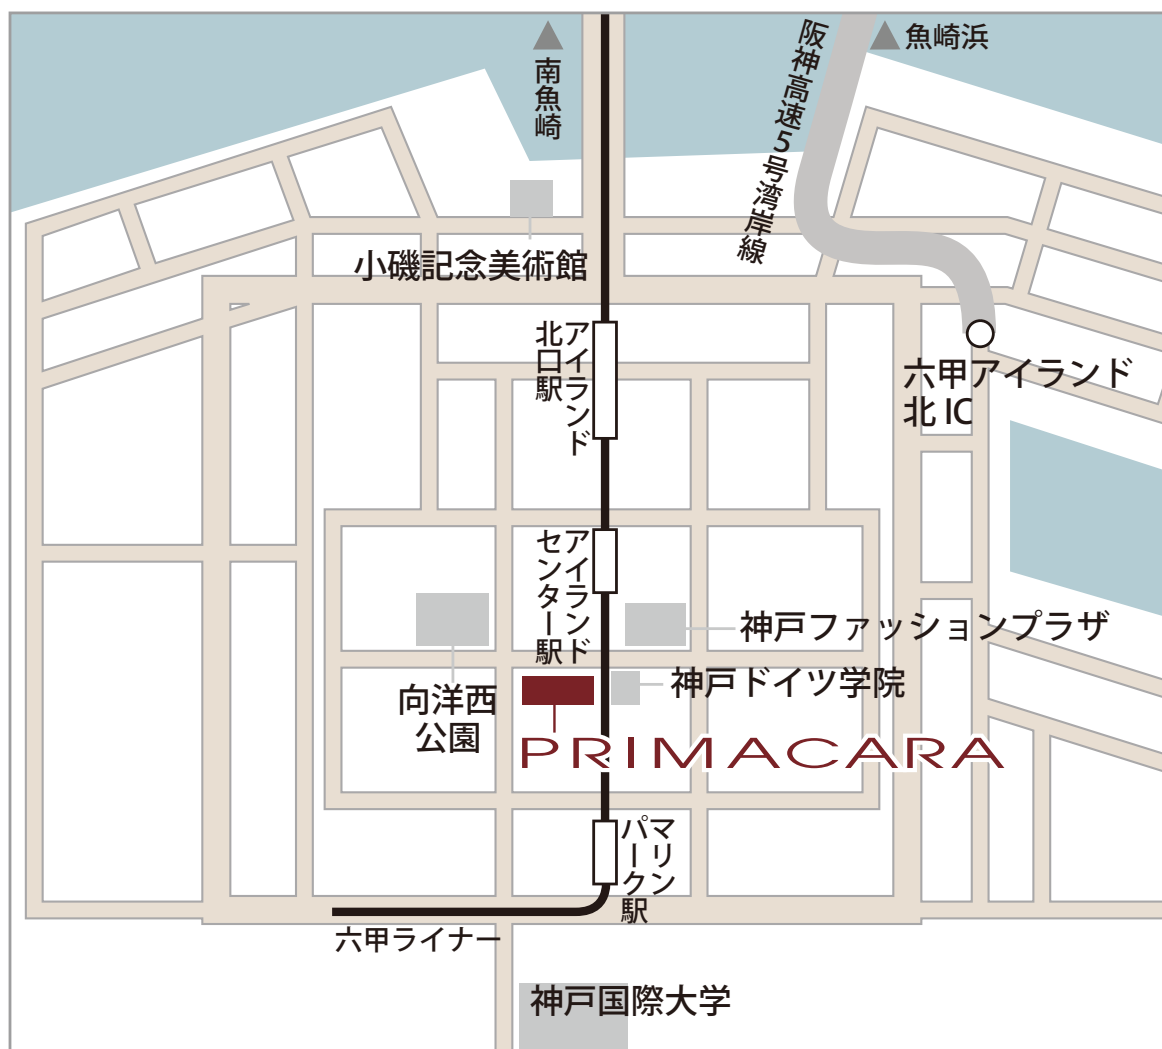 南魚崎
阪神高速5号湾岸線
魚崎浜
小磯記念美術館
アイランド
北口駅
六甲アイランド
北 IC
アイランド
センター駅
神戸ファッションプラザ
向洋西
公園
神戸ドイツ学院
PRIMACARA
マリン
パーク駅
六甲ライナー
神戸国際大学